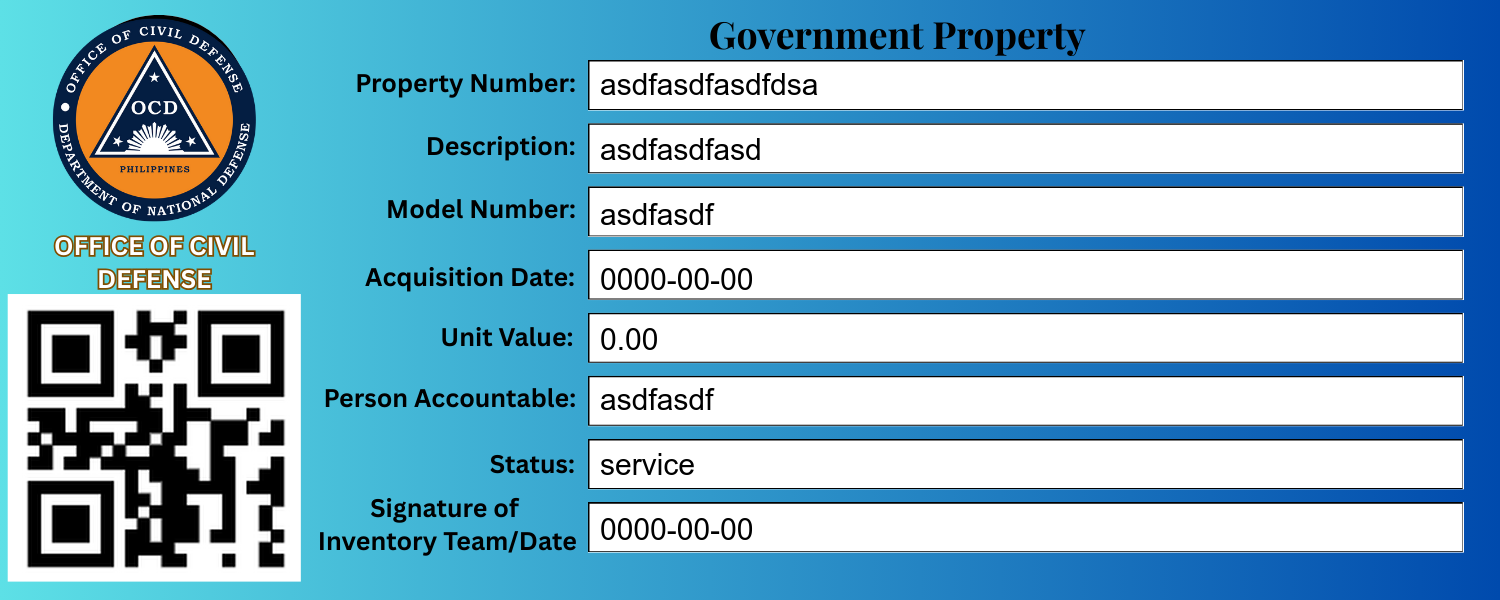 OFFICE OF CIVIL DEFENSE
OCD
PHILIPPINES
DEPARTMENT OF NATIONAL DEFENSE
OFFICE OF CIVIL
DEFENSE
Government Property
Property Number: asdfasdfasdfdsa
Description: asdfasdfasd
Model Number: asdfasdf
Acquisition Date: 0000-00-00
Unit Value: 0.00
Person Accountable: asdfasdf
Status: service
Signature of
Inventory Team/Date 0000-00-00